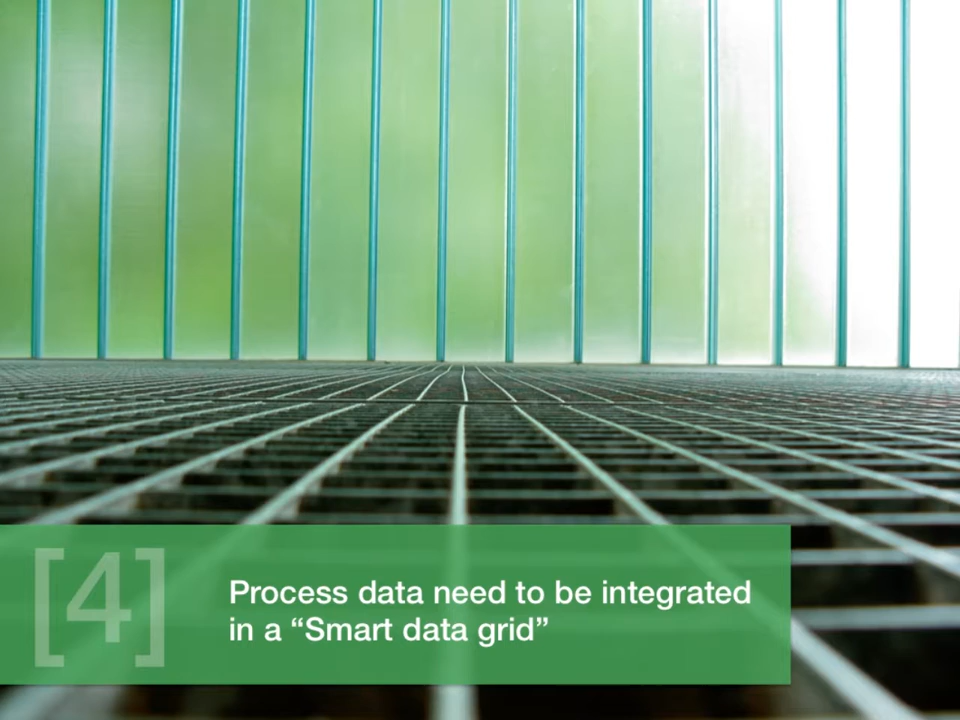 [4]
Process data need to be integrated
in a “Smart data grid”